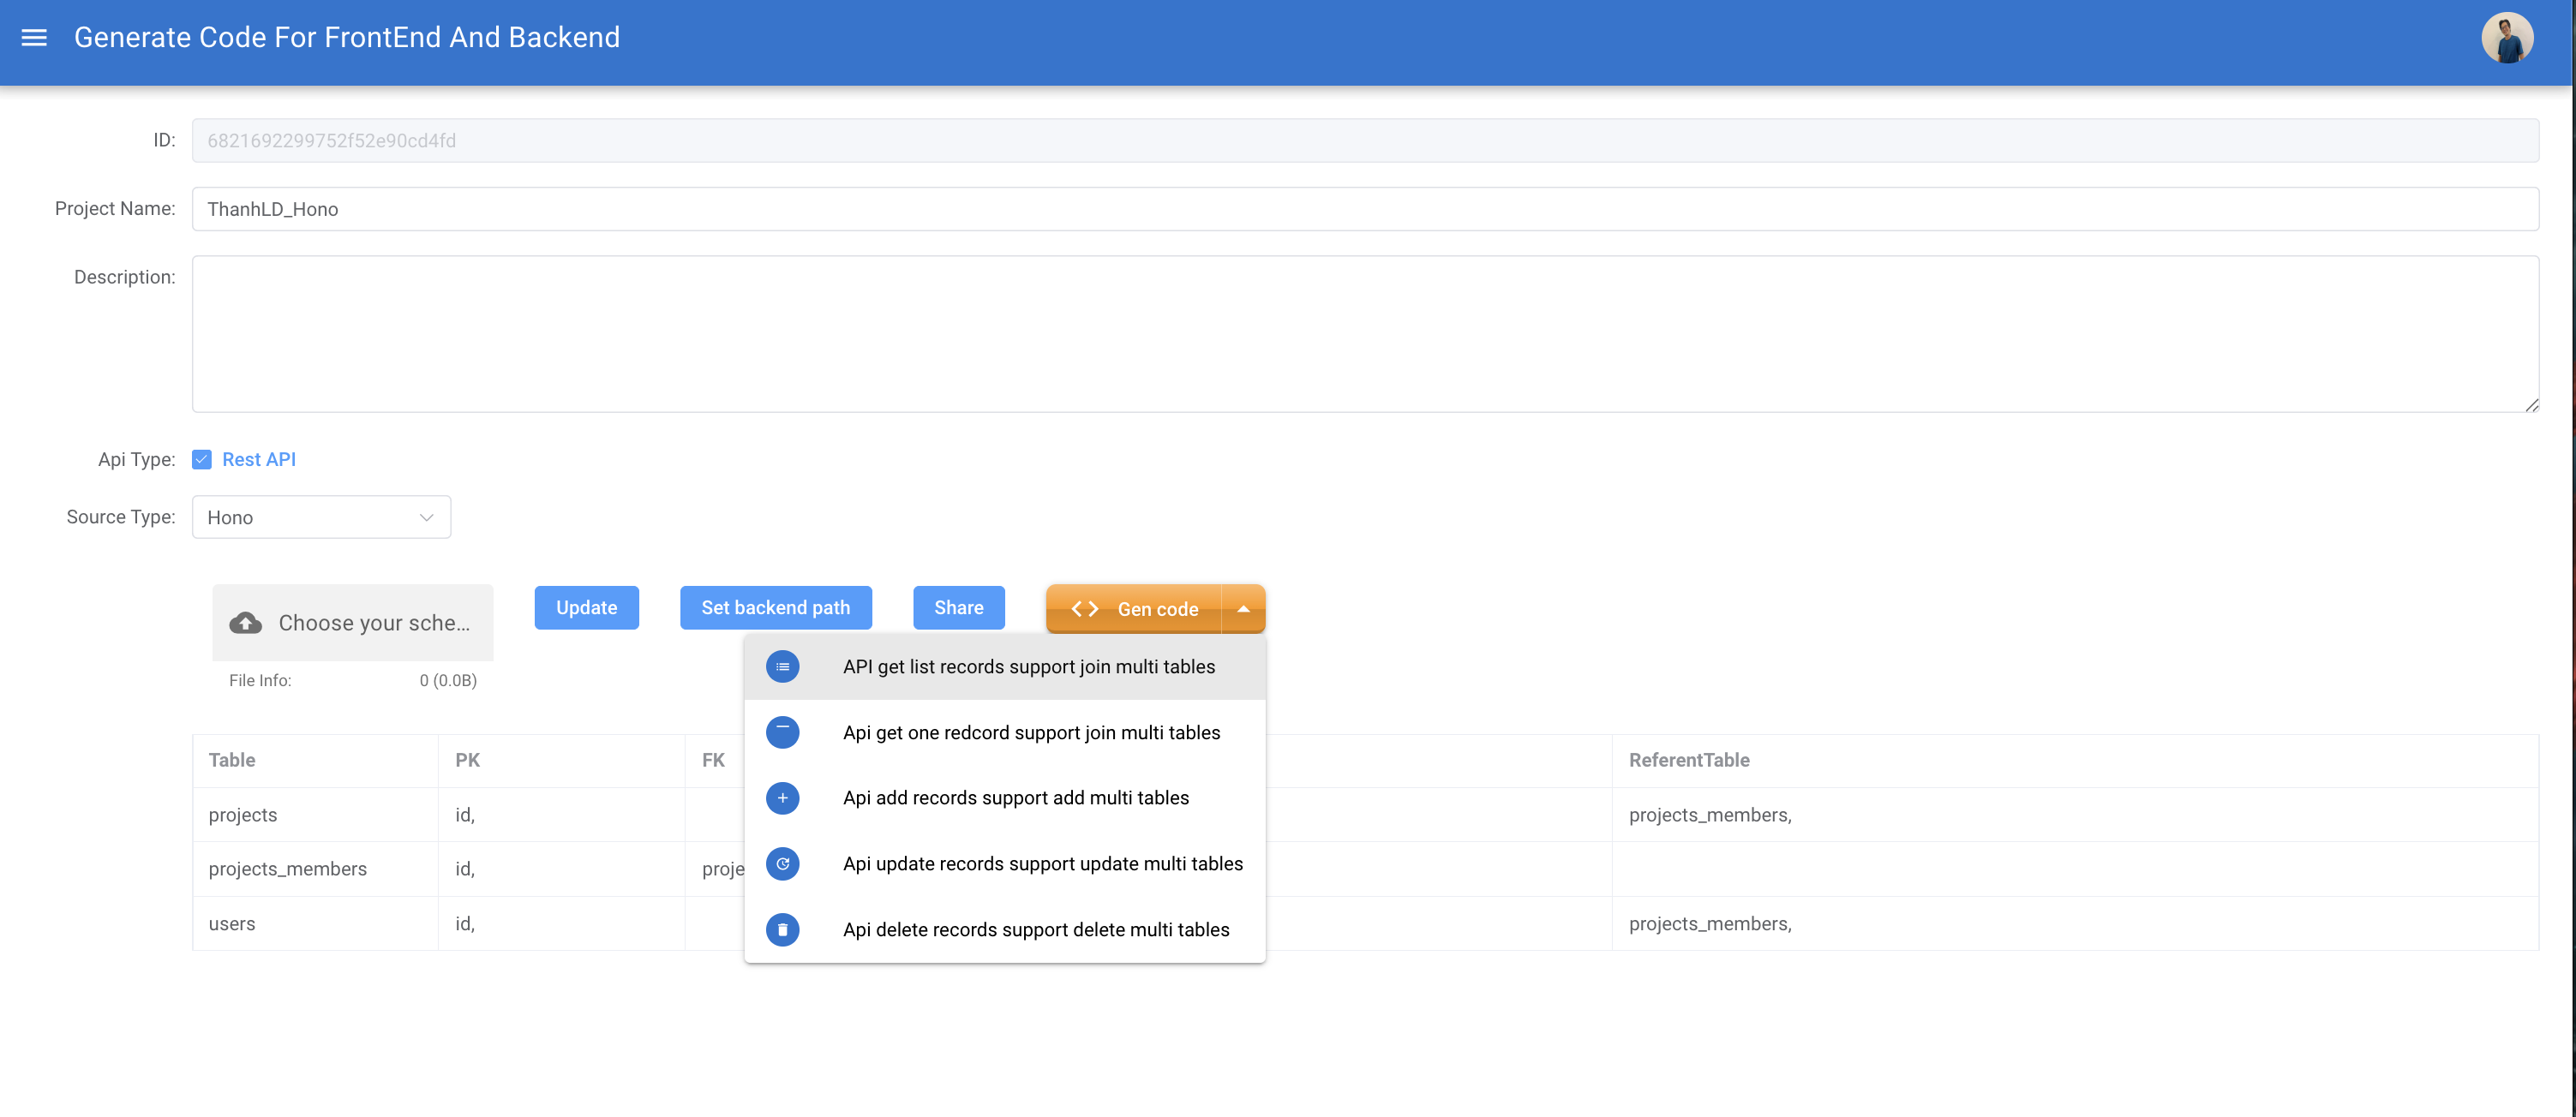 Generate Code For FrontEnd And Backend
ID: 6821692299752f52e90cd4fd
Project Name: ThanhLD_Hono
Description:
Api Type: Rest API
Source Type: Hono
Choose your sche...
Update
Set backend path
Share
Gen code
File Info: 0 (0.0B)
API get list records support join multi tables
Api get one redcord support join multi tables
Api add records support add multi tables
Api update records support update multi tables
Api delete records support delete multi tables
Table PK FK ReferentTable
projects id, projects_members,
projects_members id, proje
users id, projects_members,